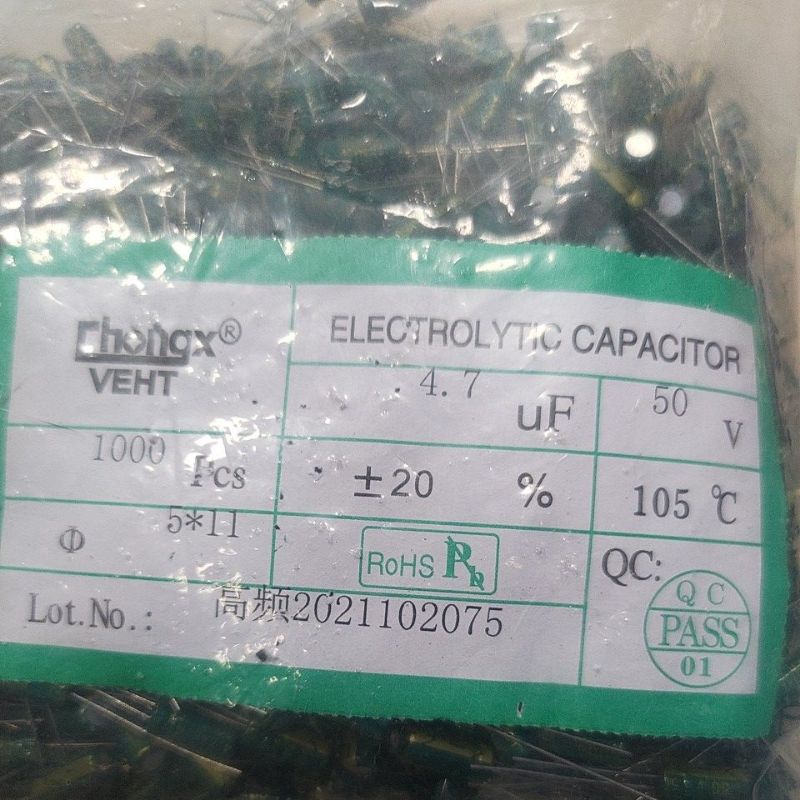 Chongx®
VEHT
ELECTROLYTIC CAPACITOR
4.7 uF
50 V
1000 Pcs
±20 %
105 ℃
Φ 5*11
RoHS
QC:
QC
PASS
01
Lot.No.: 高频2021102075